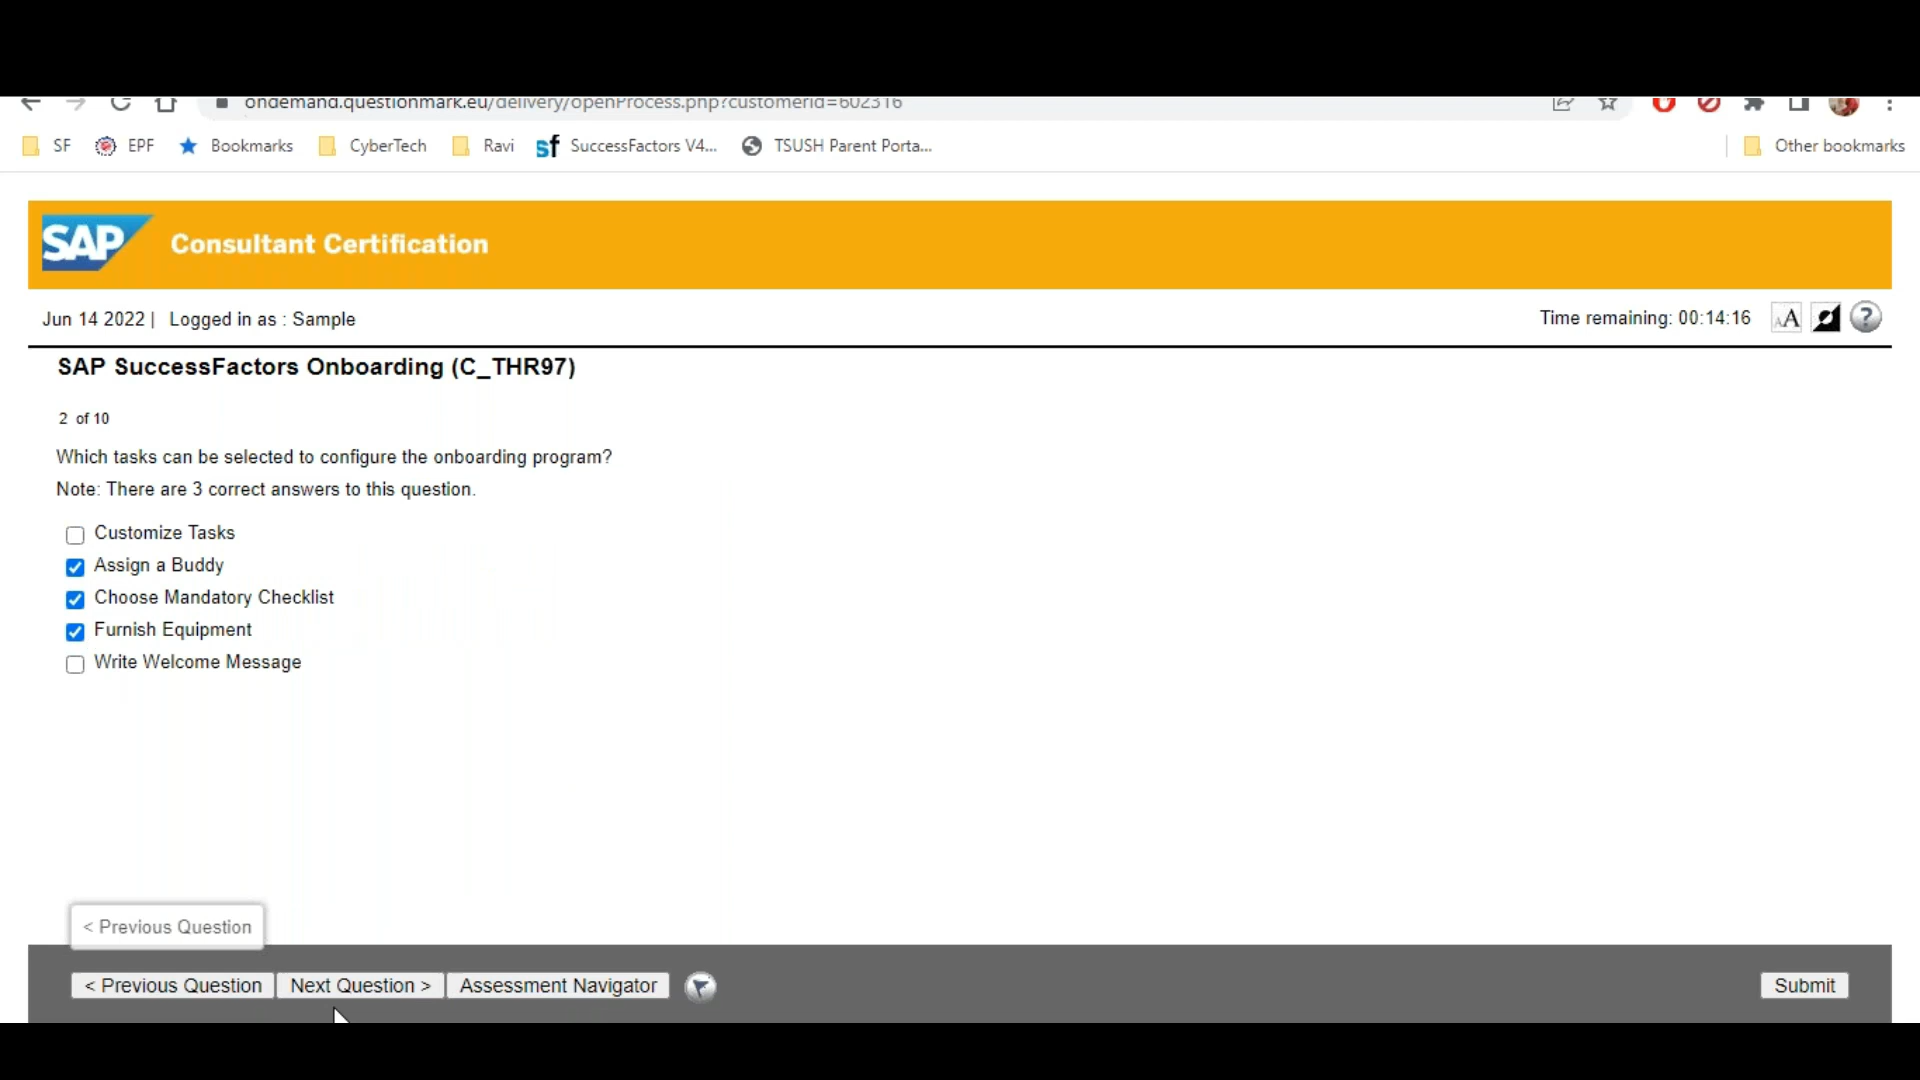 ondemand.questionmark.eu/delivery/openProcess.php?customerid=602316
SF EPF Bookmarks CyberTech Ravi sf SuccessFactors V4... TSUSH Parent Porta... Other bookmarks
SAP Consultant Certification
Jun 14 2022 | Logged in as : Sample Time remaining: 00:14:16 AA ?
SAP SuccessFactors Onboarding (C_THR97)
2 of 10
Which tasks can be selected to configure the onboarding program?
Note: There are 3 correct answers to this question.
Customize Tasks
Assign a Buddy
Choose Mandatory Checklist
Furnish Equipment
Write Welcome Message
< Previous Question
< Previous Question Next Question > Assessment Navigator Submit